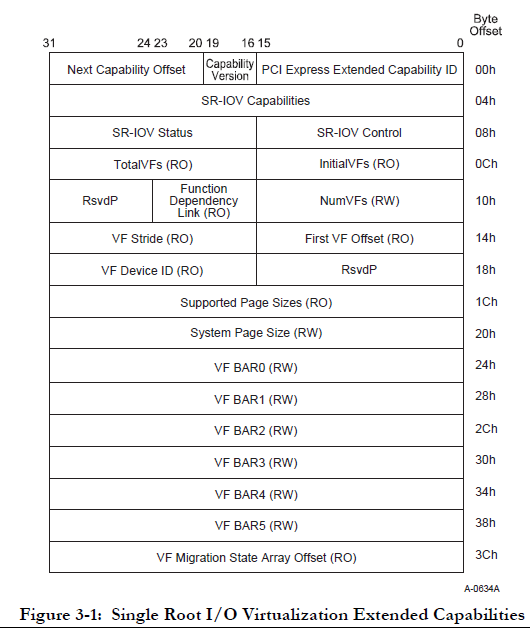 Byte
Offset
31 24 23 20 19 16 15 0
Next Capability Offset
Capability
Version
PCI Express Extended Capability ID
00h
SR-IOV Capabilities
04h
SR-IOV Status
SR-IOV Control
08h
TotalVFs (RO)
InitialVFs (RO)
0Ch
RsvdP
Function
Dependency
Link (RO)
NumVFs (RW)
10h
VF Stride (RO)
First VF Offset (RO)
14h
VF Device ID (RO)
RsvdP
18h
Supported Page Sizes (RO)
1Ch
System Page Size (RW)
20h
VF BAR0 (RW)
24h
VF BAR1 (RW)
28h
VF BAR2 (RW)
2Ch
VF BAR3 (RW)
30h
VF BAR4 (RW)
34h
VF BAR5 (RW)
38h
VF Migration State Array Offset (RO)
3Ch
A-0634A
Figure 3-1: Single Root I/O Virtualization Extended Capabilities